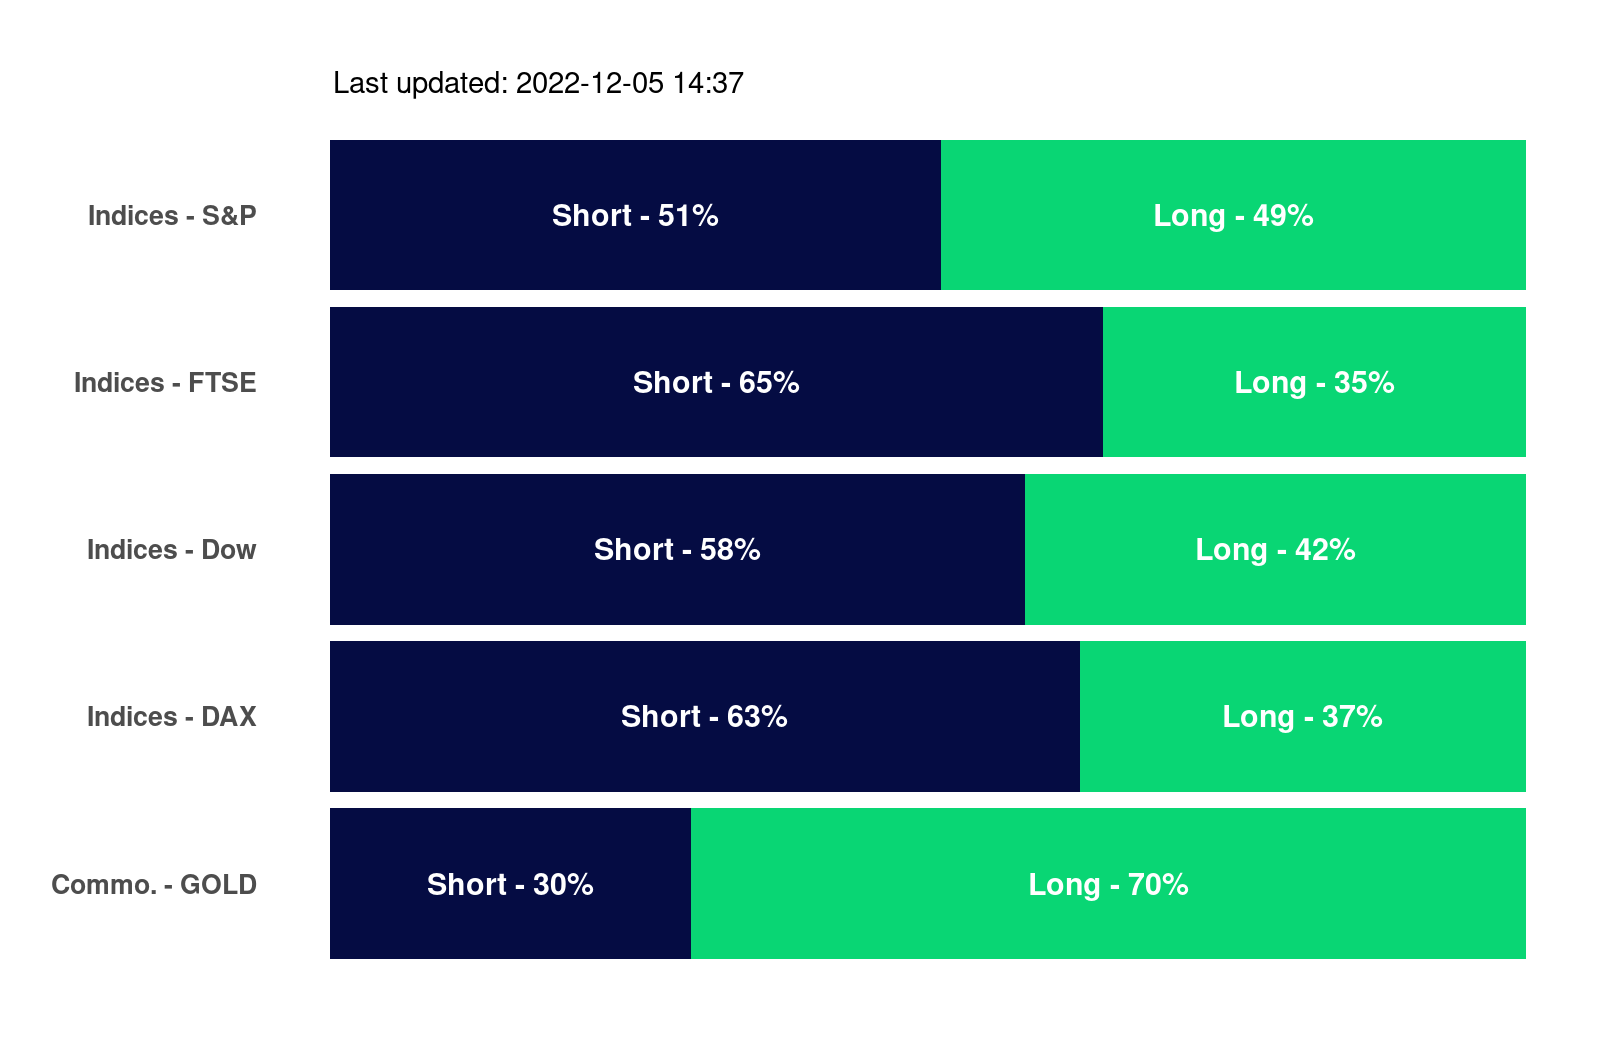 Last updated: 2022-12-05 14:37
Indices - S&P Short - 51% Long - 49%
Indices - FTSE Short - 65% Long - 35%
Indices - Dow Short - 58% Long - 42%
Indices - DAX Short - 63% Long - 37%
Commo. - GOLD Short - 30% Long - 70%